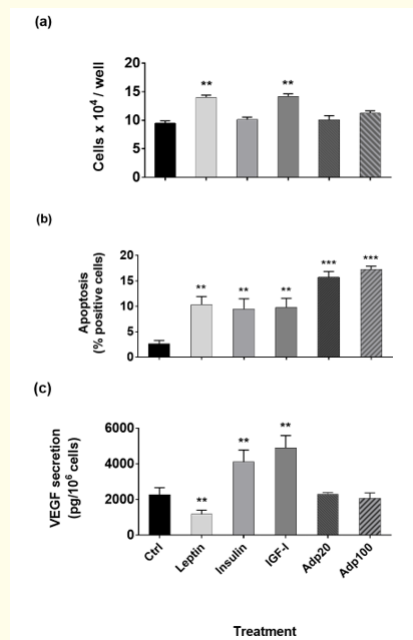 (a)
Cells x 10⁴ / well
20
15
10
5
0
**
**
(b)
Apoptosis
(% positive cells)
20
15
10
5
0
**
**
**
***
***
(c)
VEGF secretion
(pg/10⁶ cells)
6000
4000
2000
0
**
**
**
Ctrl
Leptin
Insulin
IGF-I
Adp20
Adp100
Treatment